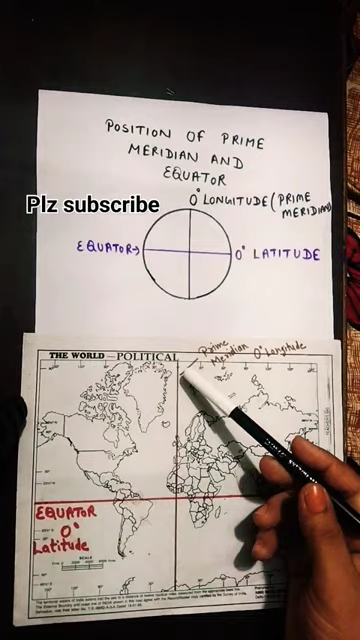 POSITION OF PRIME
MERIDIAN AND
EQUATOR
Plz subscribe
0° LONGITUDE (PRIME
MERIDIAN)
EQUATOR→
0° LATITUDE
THE WORLD—POLITICAL
Prime
Meridian 0° Longitude
EQUATOR
0°
Latitude
SCALE